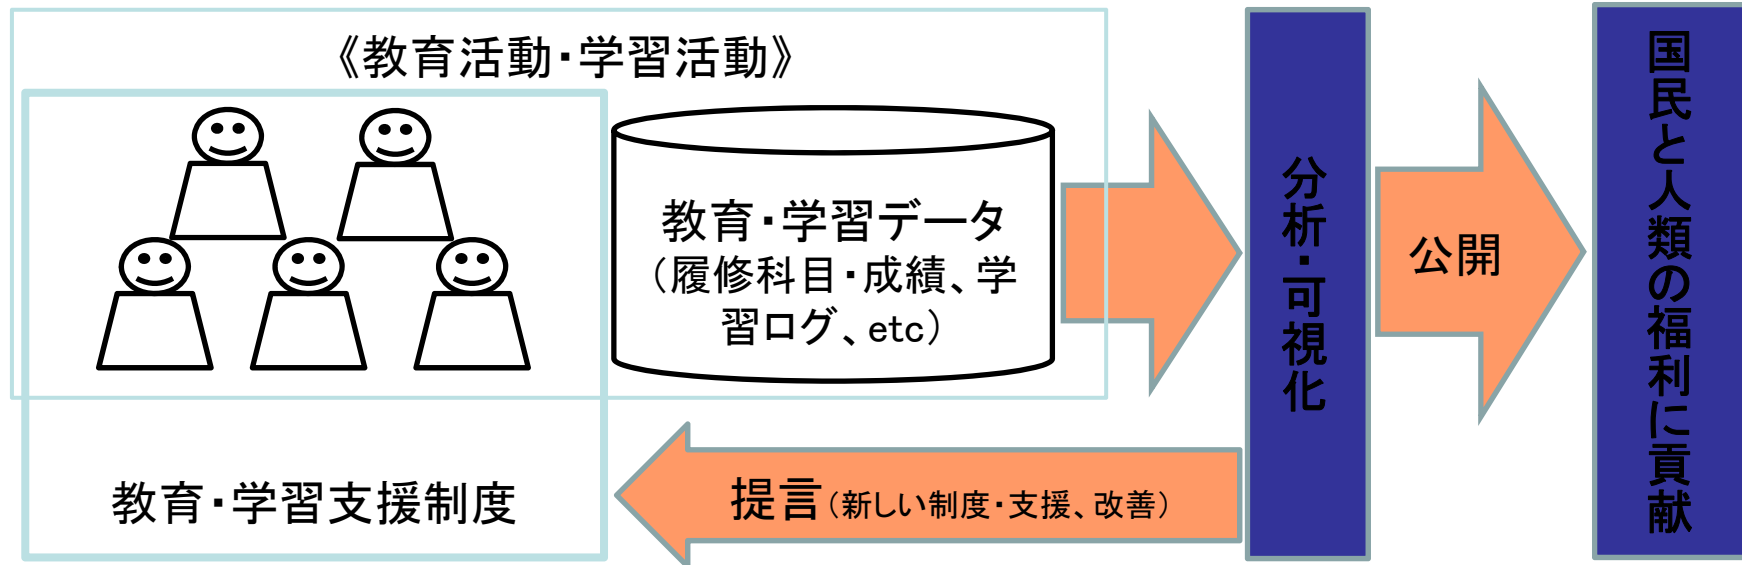 《教育活動・学習活動》
教育・学習データ
（履修科目・成績、学
習ログ、etc）
教育・学習支援制度
分析・可視化
提言（新しい制度・支援、改善）
公開
国民と人類の福利に貢献